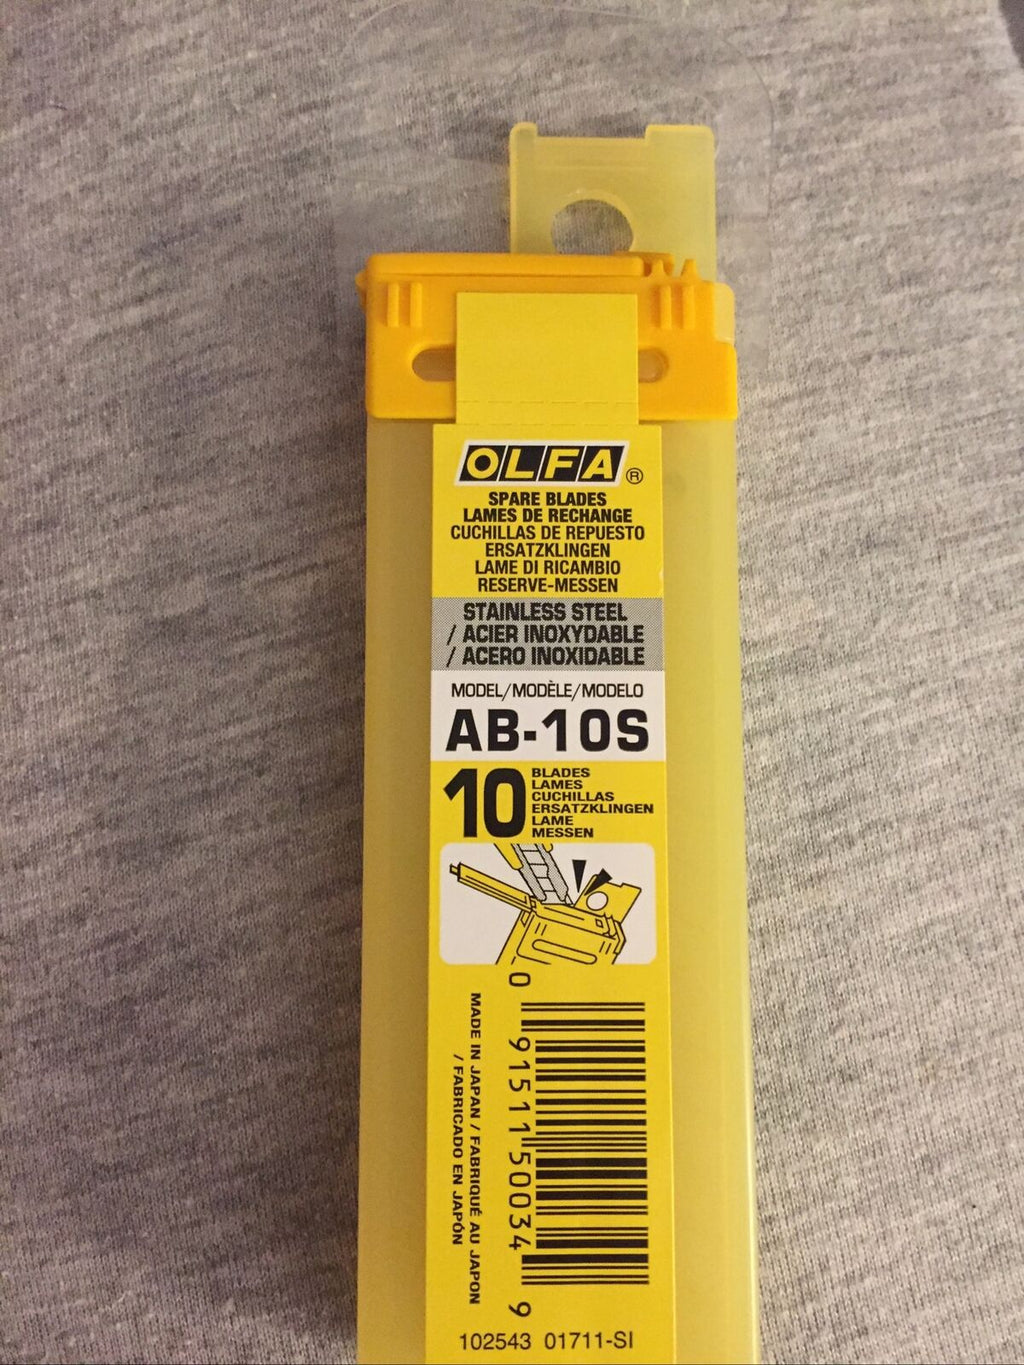 OLFA®
SPARE BLADES
LAMES DE RECHANGE
CUCHILLAS DE REPUESTO
ERSATZKLINGEN
LAME DI RICAMBIO
RESERVE-MESSEN
STAINLESS STEEL
/ ACIER INOXYDABLE
/ ACERO INOXIDABLE
MODEL/MODÈLE/MODELO
AB-10S
10
BLADES
LAMES
CUCHILLAS
ERSATZKLINGEN
LAME
MESSEN
MADE IN JAPAN / FABRIQUÉ AU JAPON
/ FABRICADO EN JAPÓN
0 91511 50034 9
102543 01711-SI